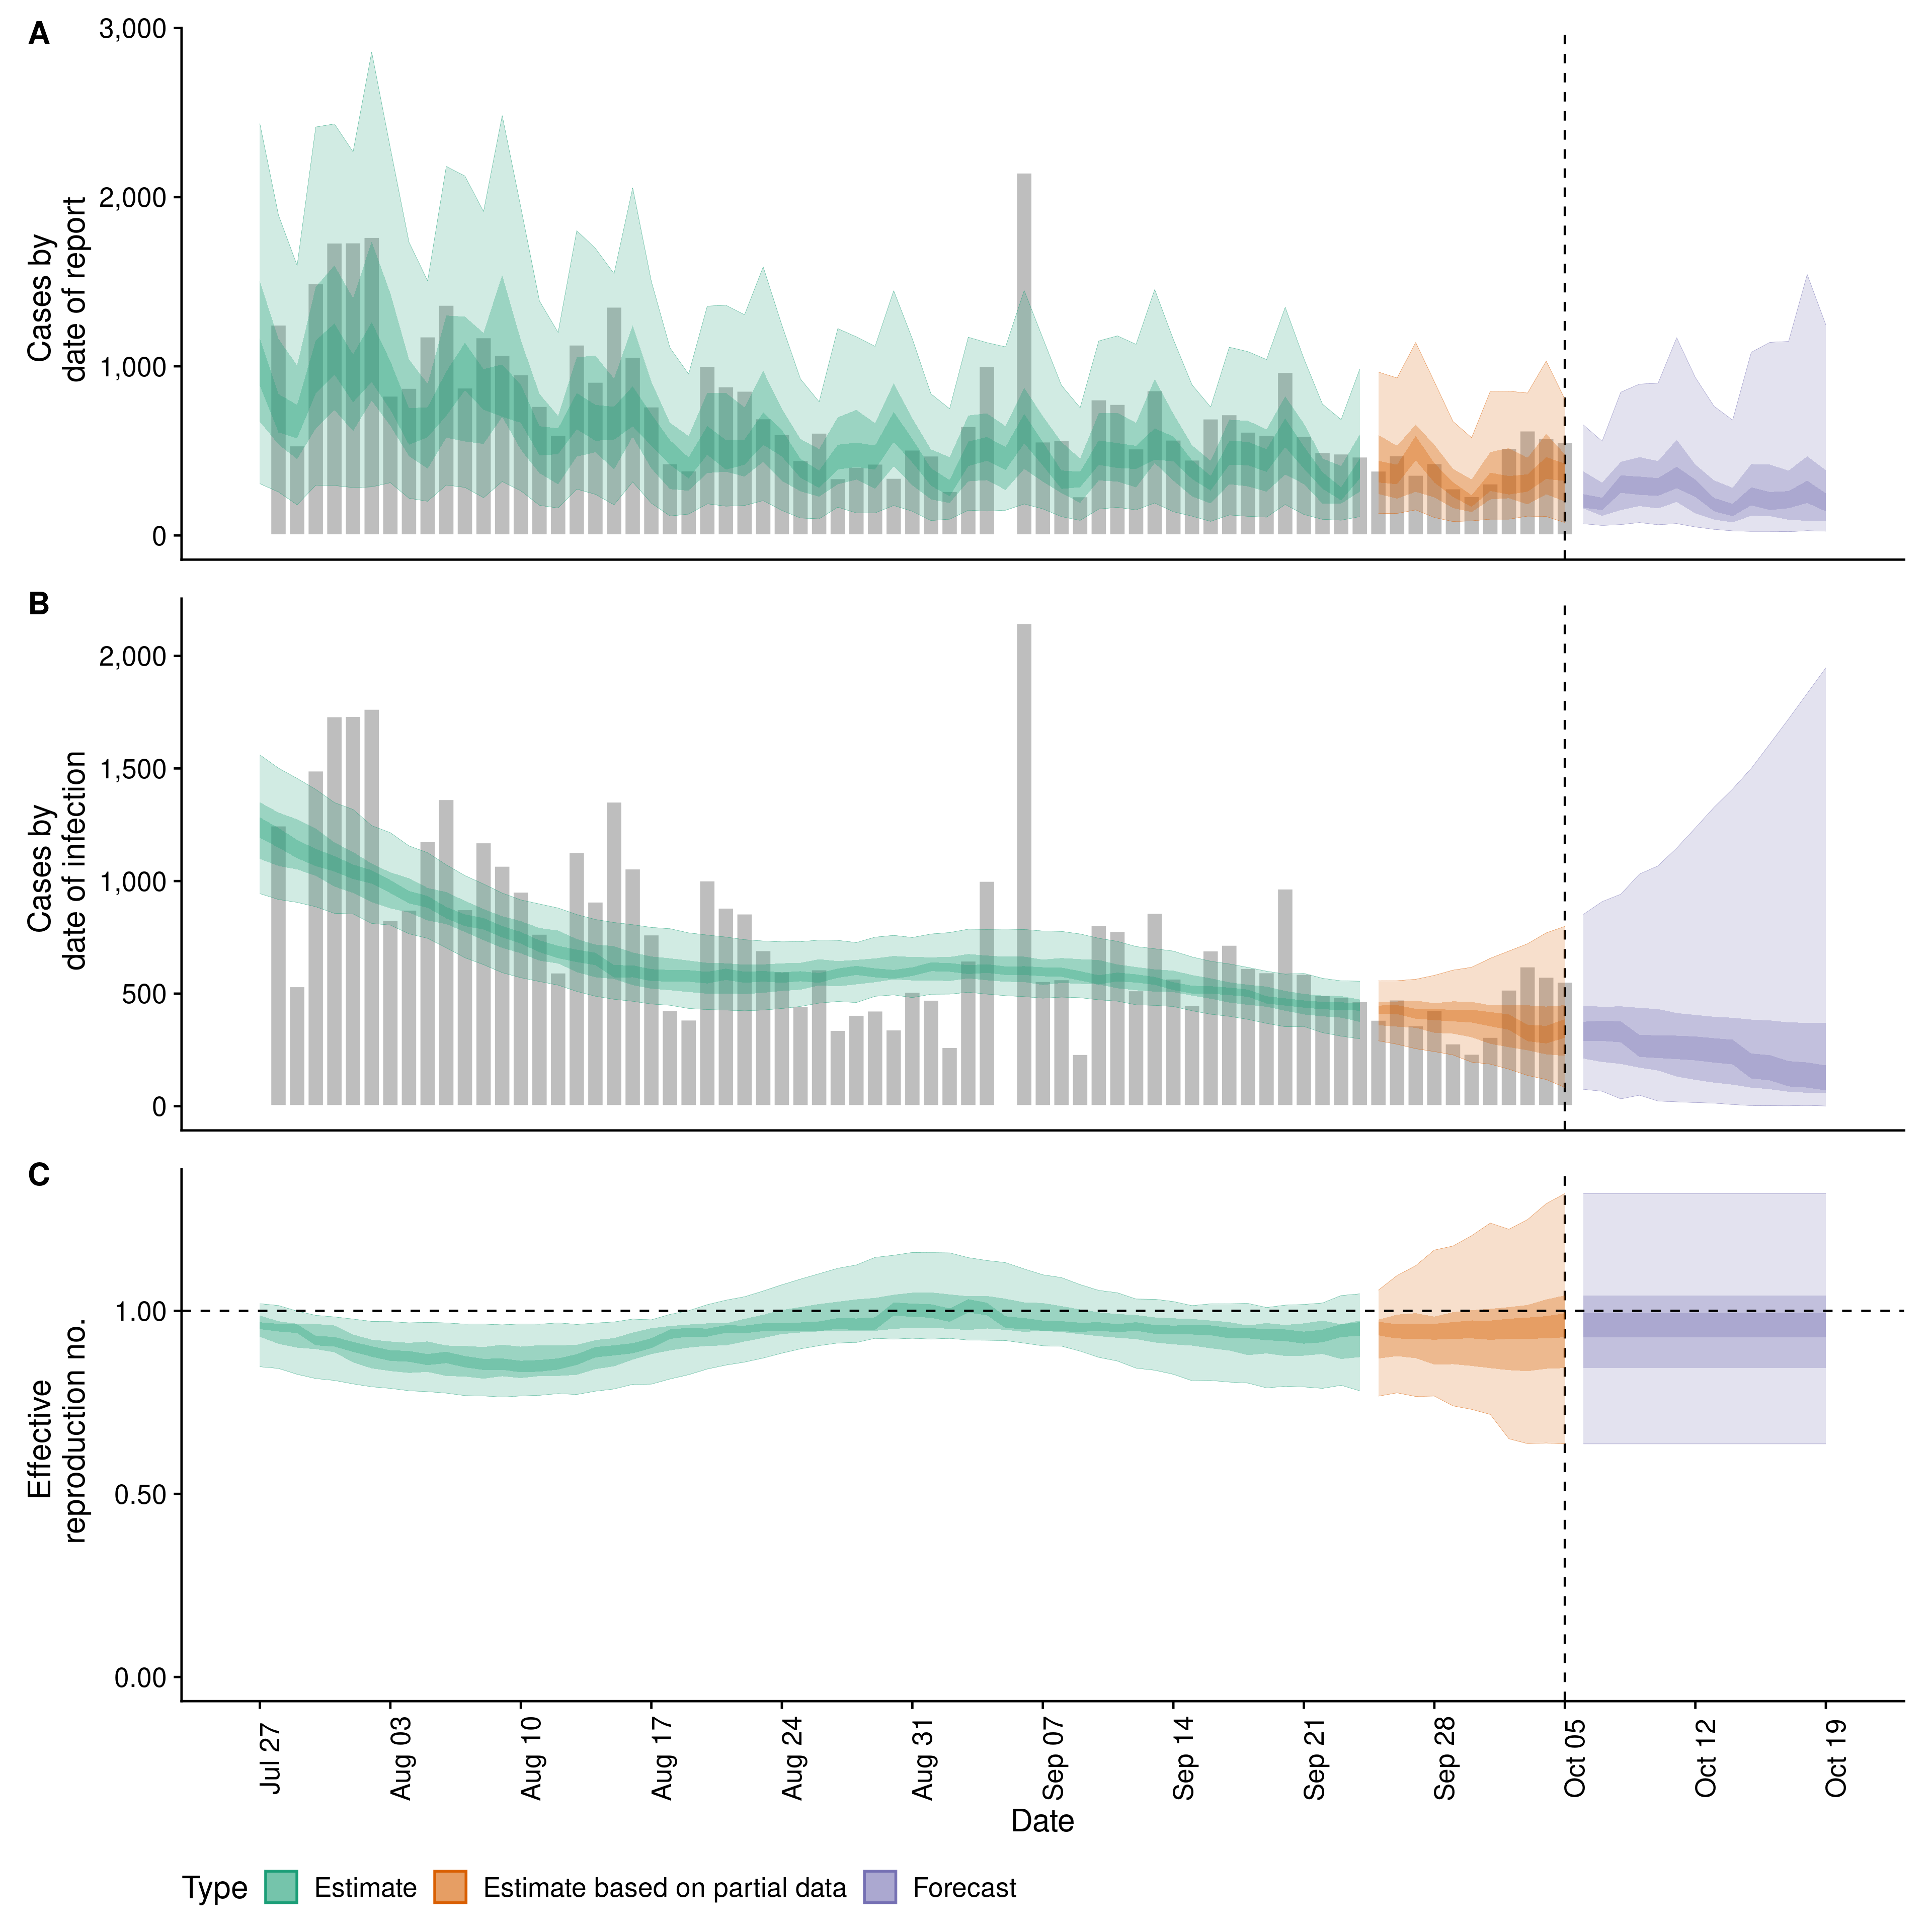 A
3,000
2,000
1,000
0
Cases by
date of report
B
2,000
1,500
1,000
500
0
Cases by
date of infection
C
1.00
0.50
0.00
Effective
reproduction no.
Jul 27
Aug 03
Aug 10
Aug 17
Aug 24
Aug 31
Sep 07
Sep 14
Sep 21
Sep 28
Oct 05
Oct 12
Oct 19
Date
Type Estimate Estimate based on partial data Forecast